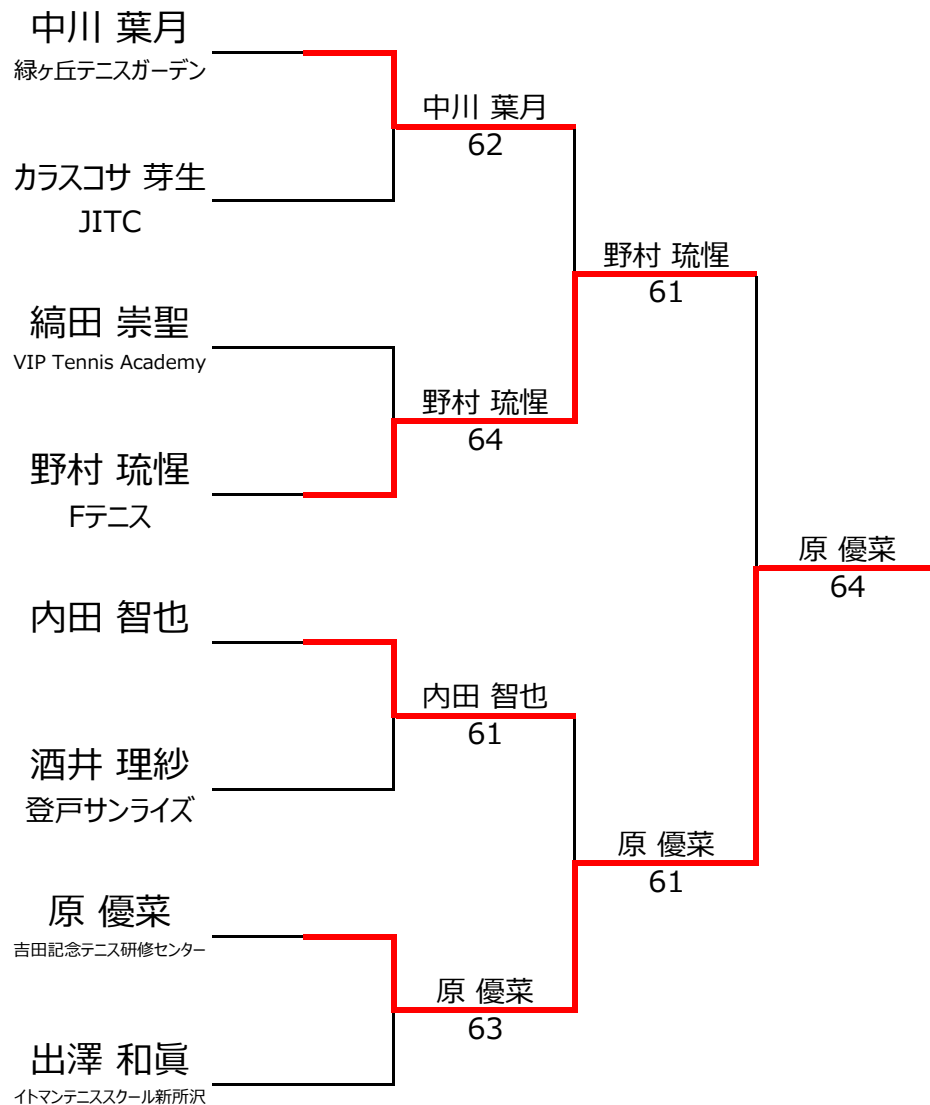 中川 葉月
緑ヶ丘テニスガーデン
カラスコサ 芽生
JITC
縞田 崇聖
VIP Tennis Academy
野村 琉惺
Fテニス
内田 智也
酒井 理紗
登戸サンライズ
原 優菜
吉田記念テニス研修センター
出澤 和眞
イトマンテニススクール新所沢
中川 葉月
62
野村 琉惺
64
内田 智也
61
原 優菜
63
野村 琉惺
61
原 優菜
61
原 優菜
64